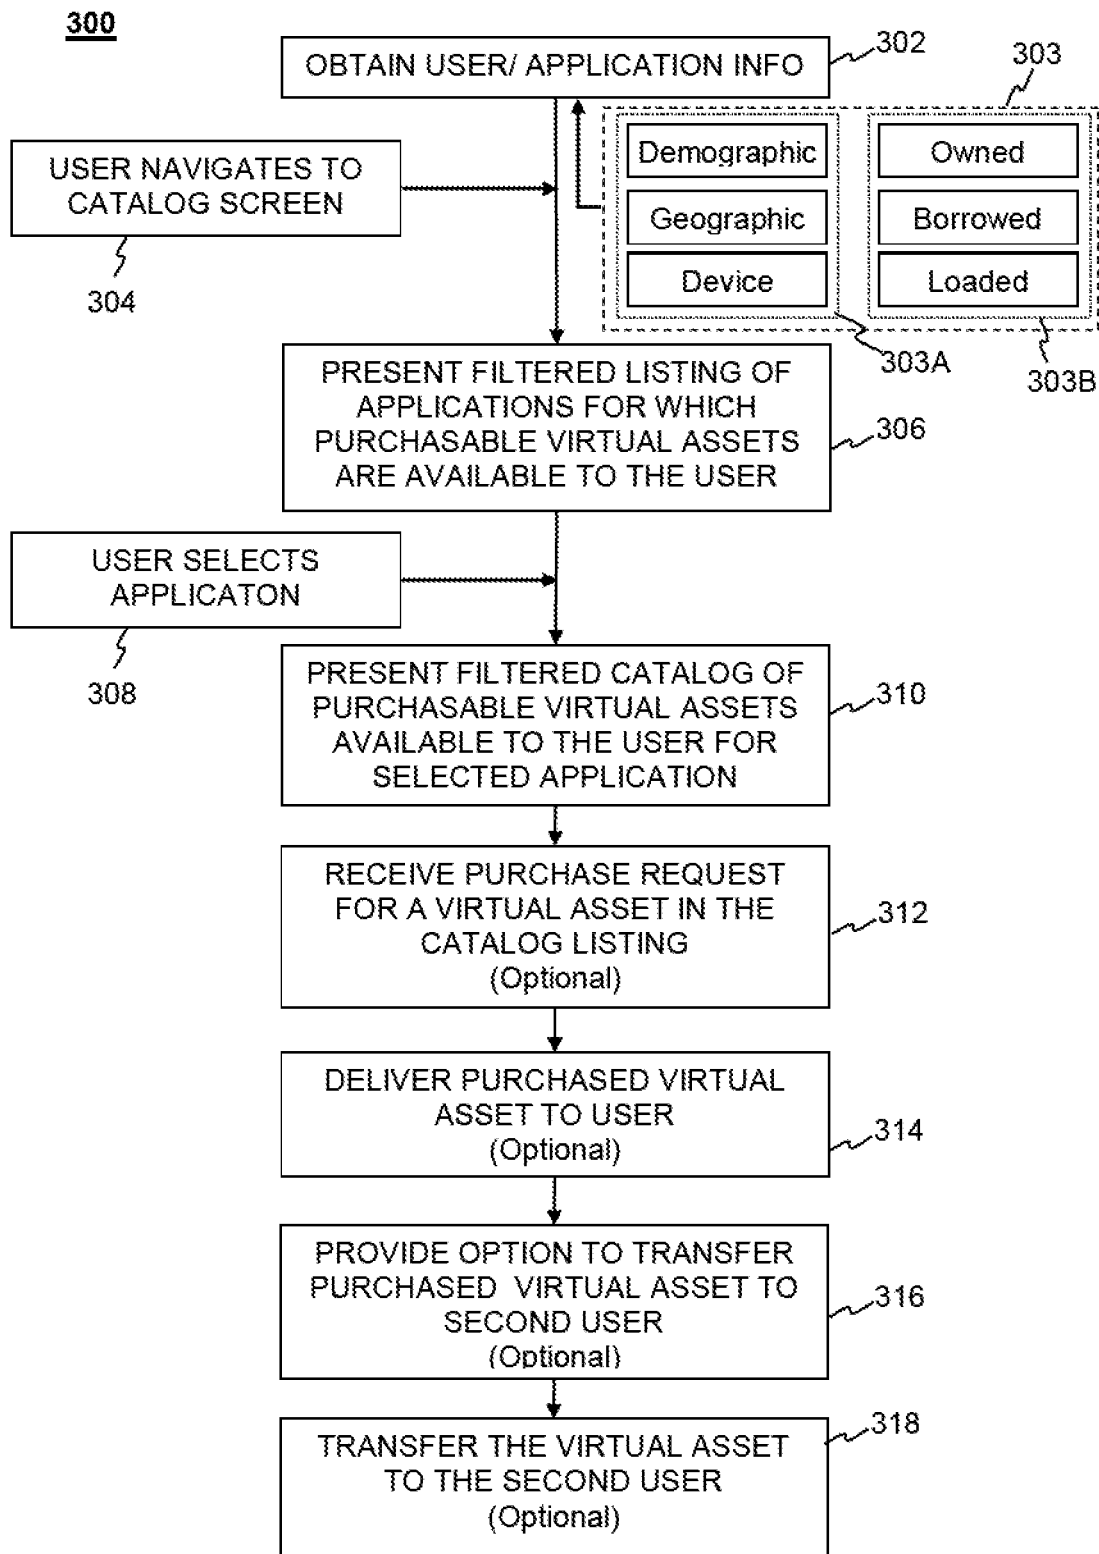 300
OBTAIN USER/ APPLICATION INFO
302
303
Demographic
Geographic
Device
Owned
Borrowed
Loaded
303A
303B
USER NAVIGATES TO
CATALOG SCREEN
304
PRESENT FILTERED LISTING OF
APPLICATIONS FOR WHICH
PURCHASABLE VIRTUAL ASSETS
ARE AVAILABLE TO THE USER
306
USER SELECTS
APPLICATON
308
PRESENT FILTERED CATALOG OF
PURCHASABLE VIRTUAL ASSETS
AVAILABLE TO THE USER FOR
SELECTED APPLICATION
310
RECEIVE PURCHASE REQUEST
FOR A VIRTUAL ASSET IN THE
CATALOG LISTING
(Optional)
312
DELIVER PURCHASED VIRTUAL
ASSET TO USER
(Optional)
314
PROVIDE OPTION TO TRANSFER
PURCHASED VIRTUAL ASSET TO
SECOND USER
(Optional)
316
TRANSFER THE VIRTUAL ASSET
TO THE SECOND USER
(Optional)
318